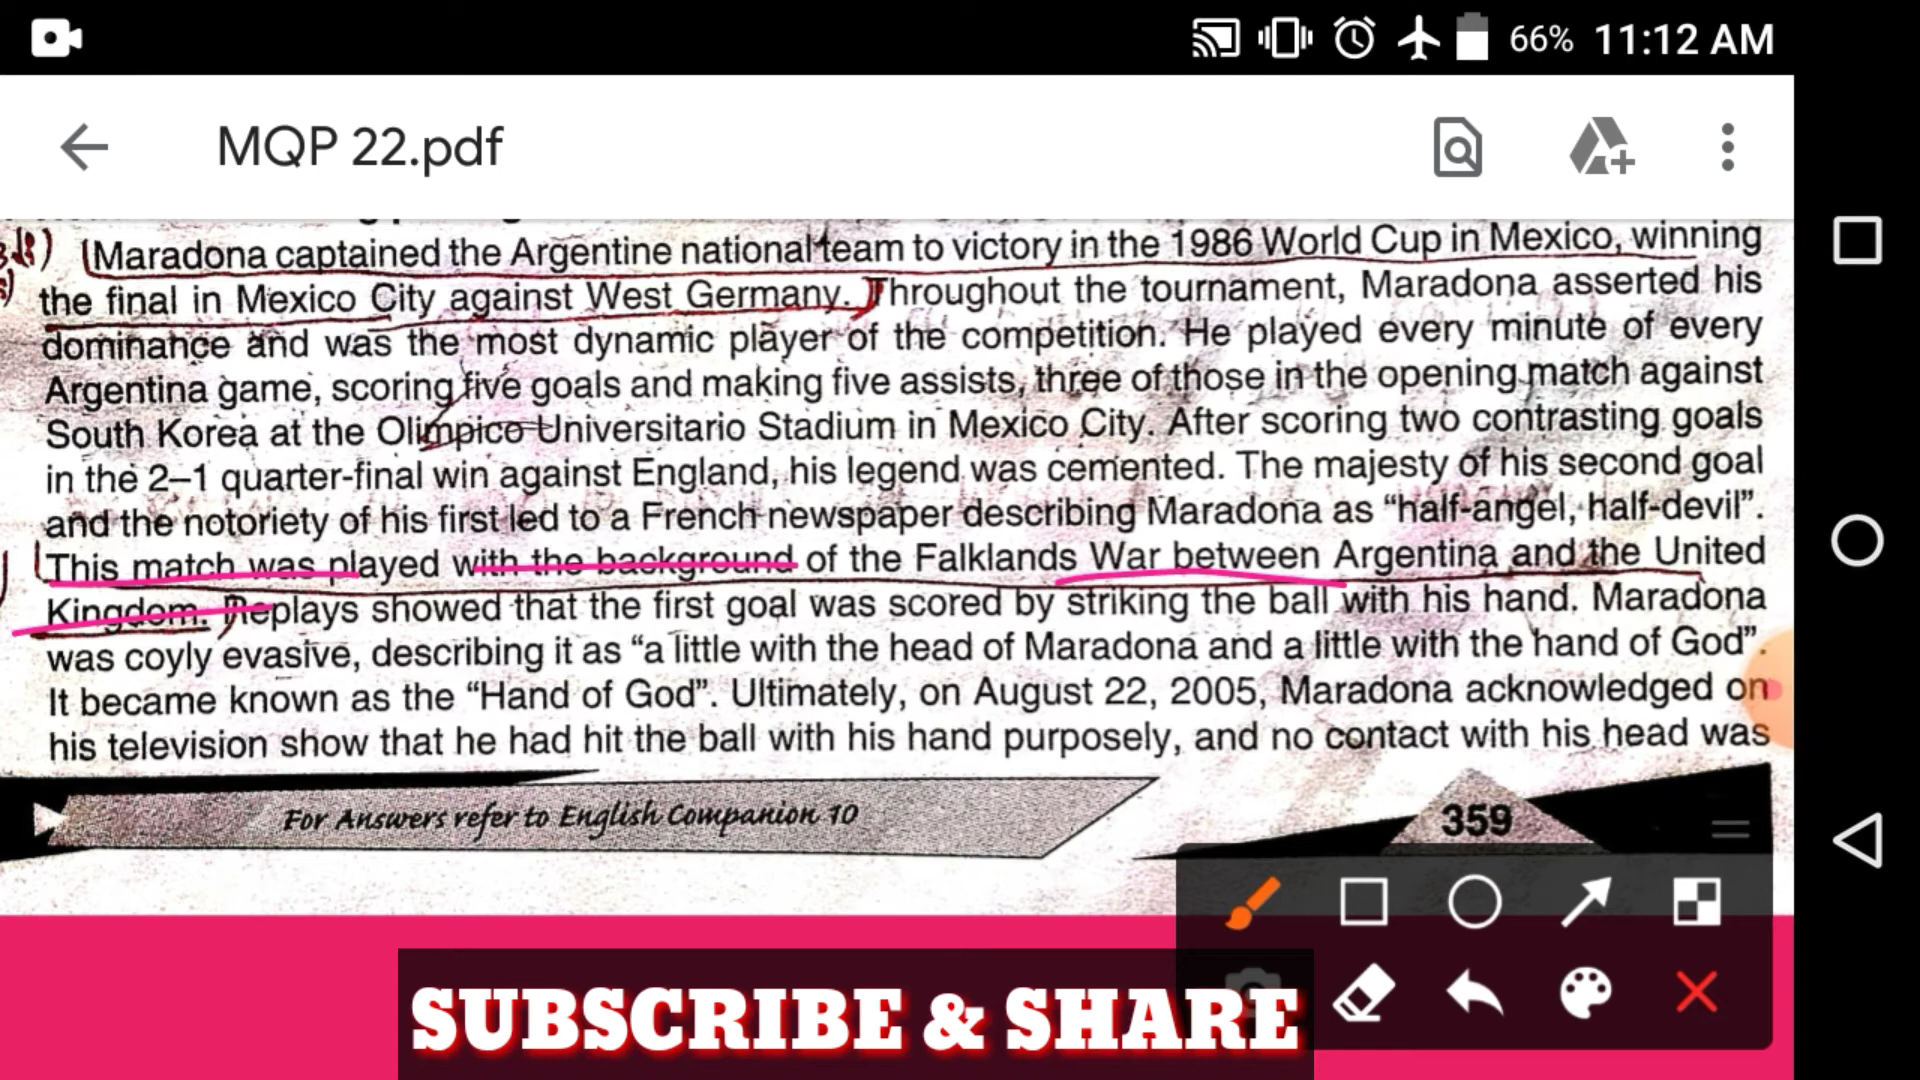 66% 11:12 AM
MQP 22.pdf
Maradona captained the Argentine national team to victory in the 1986 World Cup in Mexico, winning
the final in Mexico City against West Germany. Throughout the tournament, Maradona asserted his
dominance and was the most dynamic player of the competition. He played every minute of every
Argentina game, scoring five goals and making five assists, three of those in the opening match against
South Korea at the Olimpico Universitario Stadium in Mexico City. After scoring two contrasting goals
in the 2–1 quarter-final win against England, his legend was cemented. The majesty of his second goal
and the notoriety of his first led to a French newspaper describing Maradona as “half-angel, half-devil”.
This match was played with the background of the Falklands War between Argentina and the United
Kingdom. Replays showed that the first goal was scored by striking the ball with his hand. Maradona
was coyly evasive, describing it as “a little with the head of Maradona and a little with the hand of God”.
It became known as the “Hand of God”. Ultimately, on August 22, 2005, Maradona acknowledged on
his television show that he had hit the ball with his hand purposely, and no contact with his head was
For Answers refer to English Companion 10
359
SUBSCRIBE & SHARE